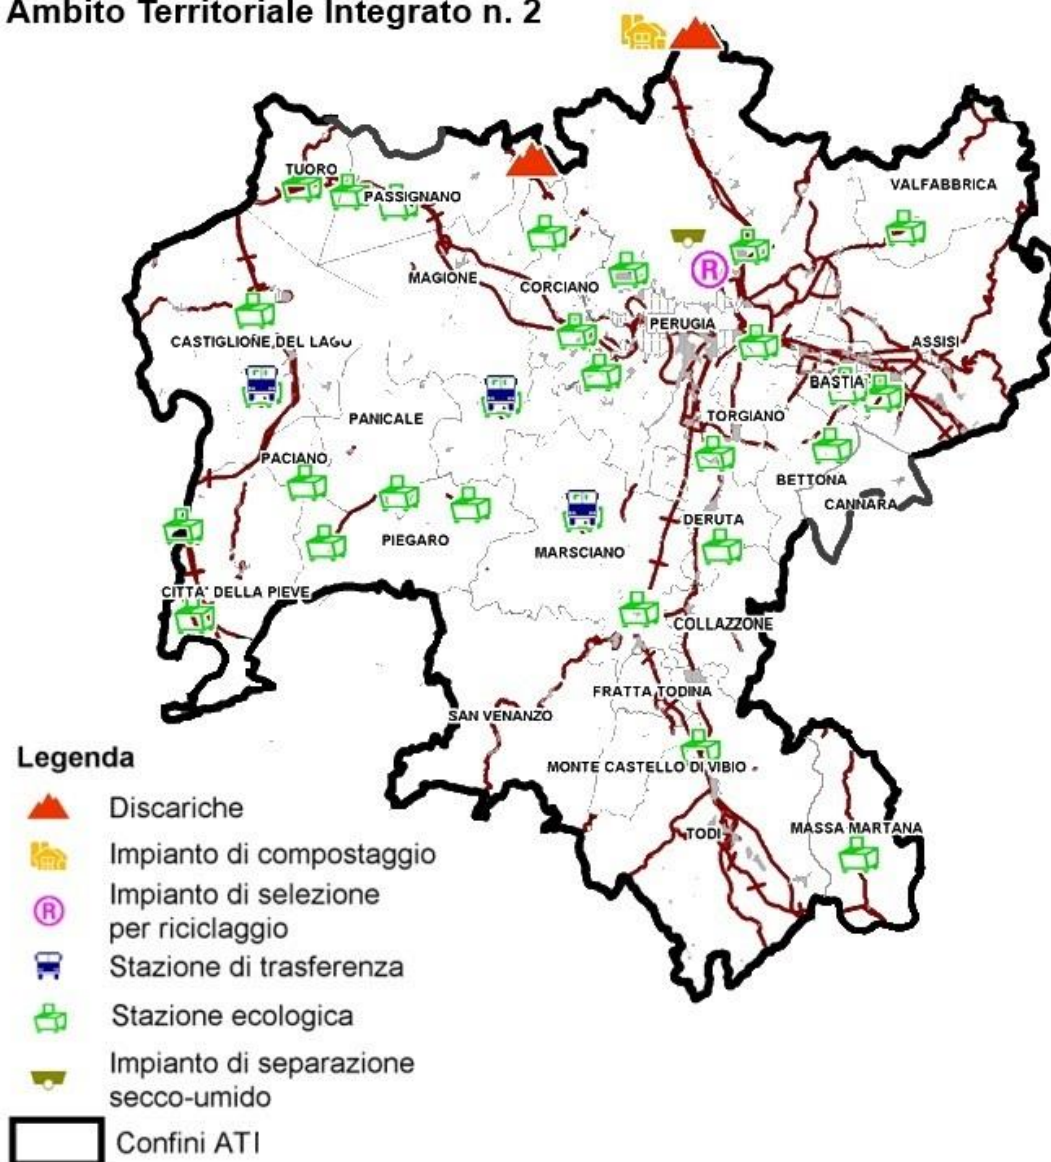 Ambito Territoriale Integrato n. 2
TUORO
PASSIGNANO
VALFABBRICA
MAGIONE
CORCIANO
PERUGIA
CASTIGLIONE DEL LAGO
ASSISI
BASTIA
PANICALE
TORGIANO
PACIANO
BETTONA
CANNARA
DERUTA
PIEGARO
MARSCIANO
CITTA' DELLA PIEVE
COLLAZZONE
FRATTA TODINA
SAN VENANZO
MONTE CASTELLO DI VIBIO
TODI
MASSA MARTANA
R
Legenda
Discariche
Impianto di compostaggio
R
Impianto di selezione
per riciclaggio
Stazione di trasferenza
Stazione ecologica
Impianto di separazione
secco-umido
Confini ATI